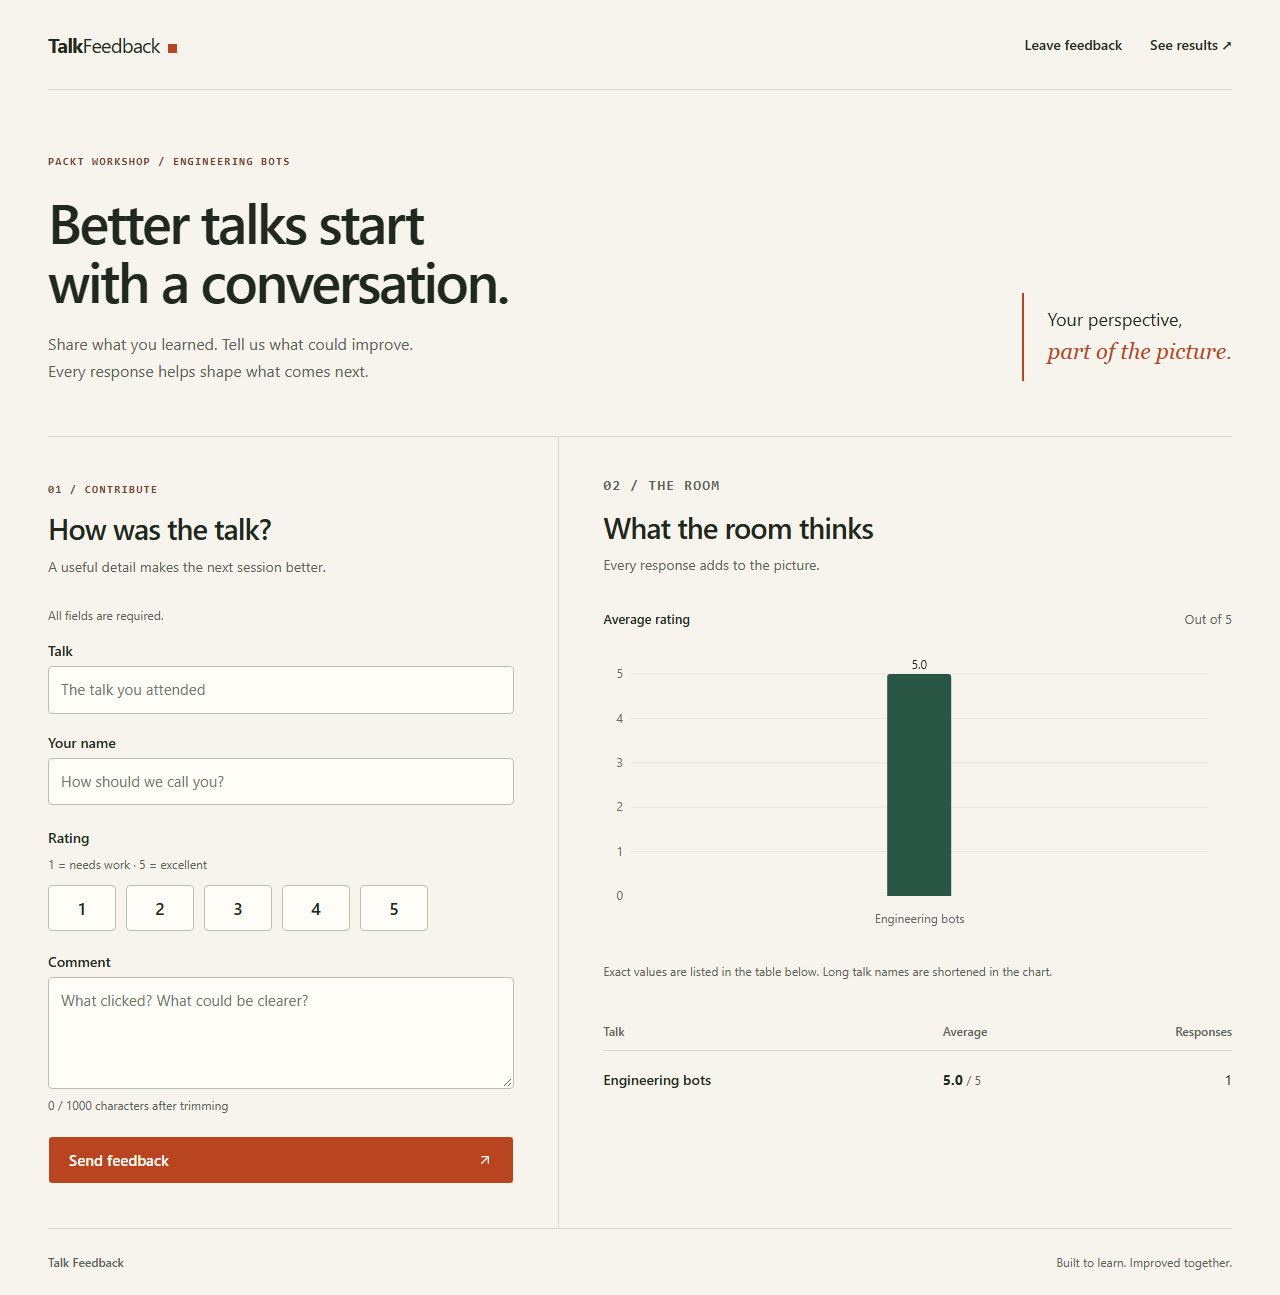 TalkFeedback
Leave feedback
See results ↗
PACKT WORKSHOP / ENGINEERING BOTS
Better talks start
with a conversation.
Share what you learned. Tell us what could improve.
Every response helps shape what comes next.
Your perspective,
part of the picture.
01 / CONTRIBUTE
How was the talk?
A useful detail makes the next session better.
All fields are required.
Talk
The talk you attended
Your name
How should we call you?
Rating
1 = needs work · 5 = excellent
1 2 3 4 5
Comment
What clicked? What could be clearer?
0 / 1000 characters after trimming
Send feedback
02 / THE ROOM
What the room thinks
Every response adds to the picture.
Average rating Out of 5
5.0
5
4
3
2
1
0
Engineering bots
Exact values are listed in the table below. Long talk names are shortened in the chart.
Talk Average Responses
Engineering bots 5.0 / 5 1
Talk Feedback
Built to learn. Improved together.